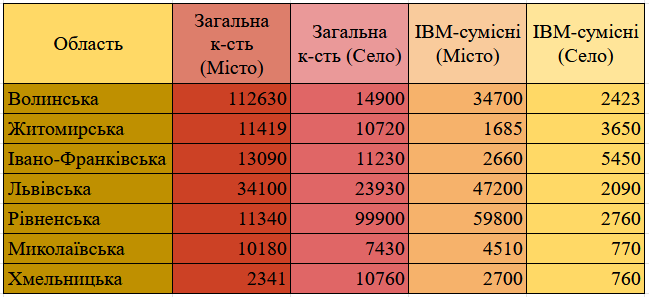 Область Загальна к-сть (Місто) Загальна к-сть (Село) IBM-сумісні (Місто) IBM-сумісні (Село)
Волинська 112630 14900 34700 2423
Житомирська 11419 10720 1685 3650
Івано-Франківська 13090 11230 2660 5450
Львівська 34100 23930 47200 2090
Рівненська 11340 99900 59800 2760
Миколаївська 10180 7430 4510 770
Хмельницька 2341 10760 2700 760